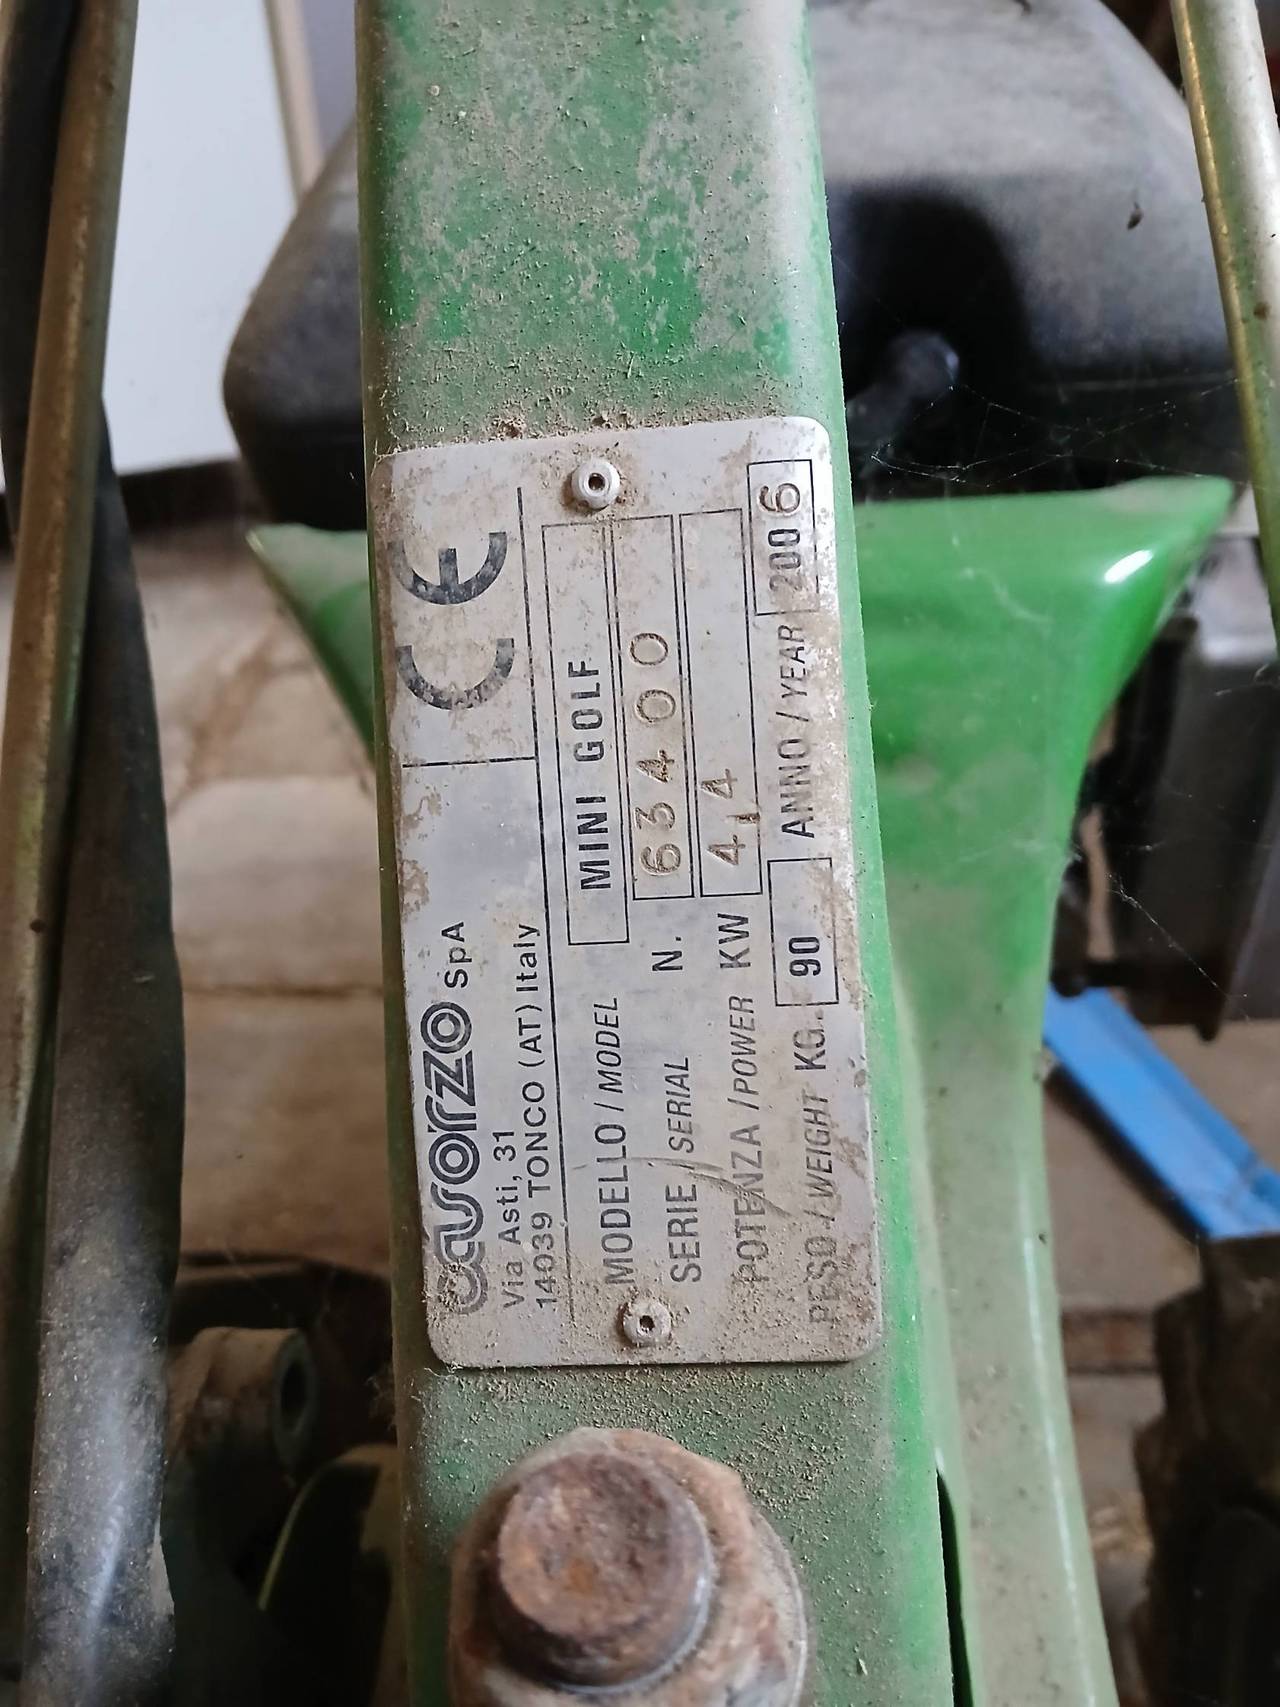 casorzo SpA
Via Asti, 31
14039 TONCO (AT) Italy
CE
MODELLO / MODEL MINI GOLF
SERIE / SERIAL N. 63400
POTENZA / POWER KW 4,4
PESO / WEIGHT KG. 90 ANNO / YEAR 2006